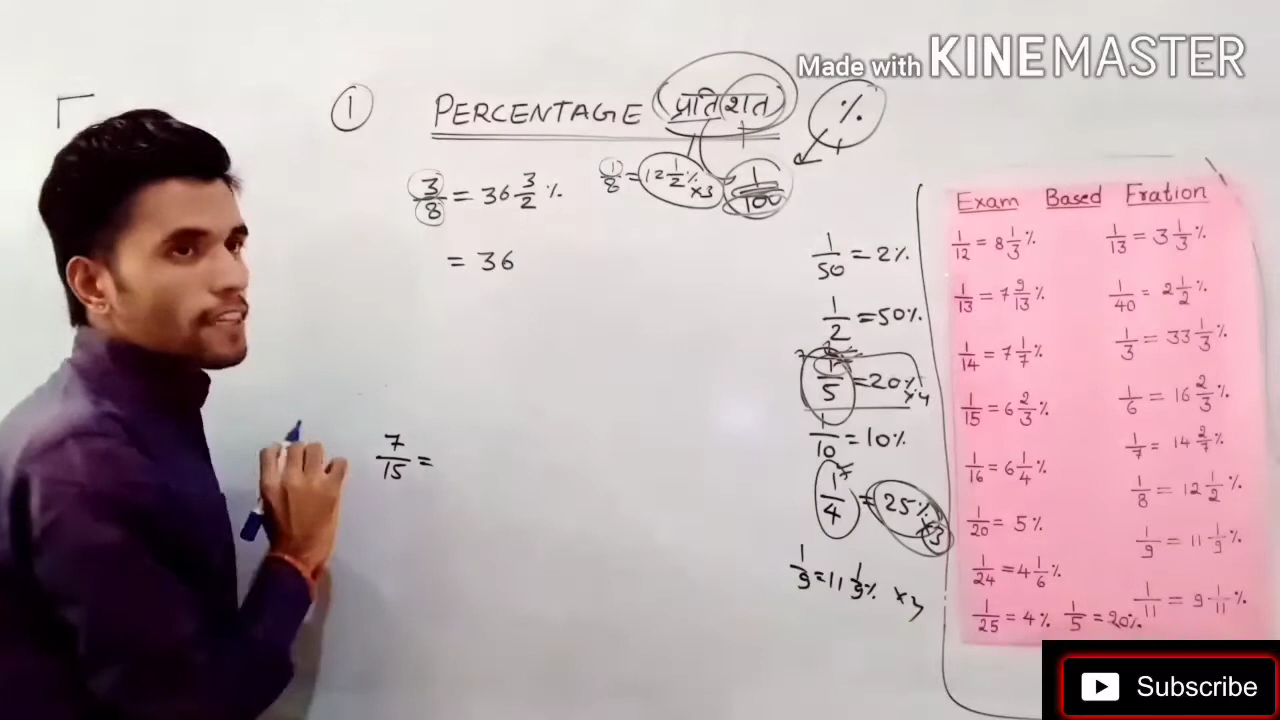 Made with KINEMASTER
① PERCENTAGE (प्रतिशत) %
3/8 = 36 3/2 %
1/8 = 12 1/2 % ×3
1/100
= 36
7/15 =
1/50 = 2%
1/2 = 50%
1/5 = 20% ×4
1/10 = 10%
1/4 = 25% ×3
1/9 = 11 1/9 % ×3
Exam Based Fration
1/12 = 8 1/3 %
1/13 = 7 9/13 %
1/14 = 7 1/7 %
1/15 = 6 2/3 %
1/16 = 6 1/4 %
1/20 = 5 %
1/24 = 4 1/6 %
1/25 = 4 %
1/5 = 20%
1/13 = 3 1/3 %
1/40 = 2 1/2 %
1/3 = 33 1/3 %
1/6 = 16 2/3 %
1/7 = 14 2/7 %
1/8 = 12 1/2 %
1/9 = 11 1/9 %
1/11 = 9 1/11 %
Subscribe